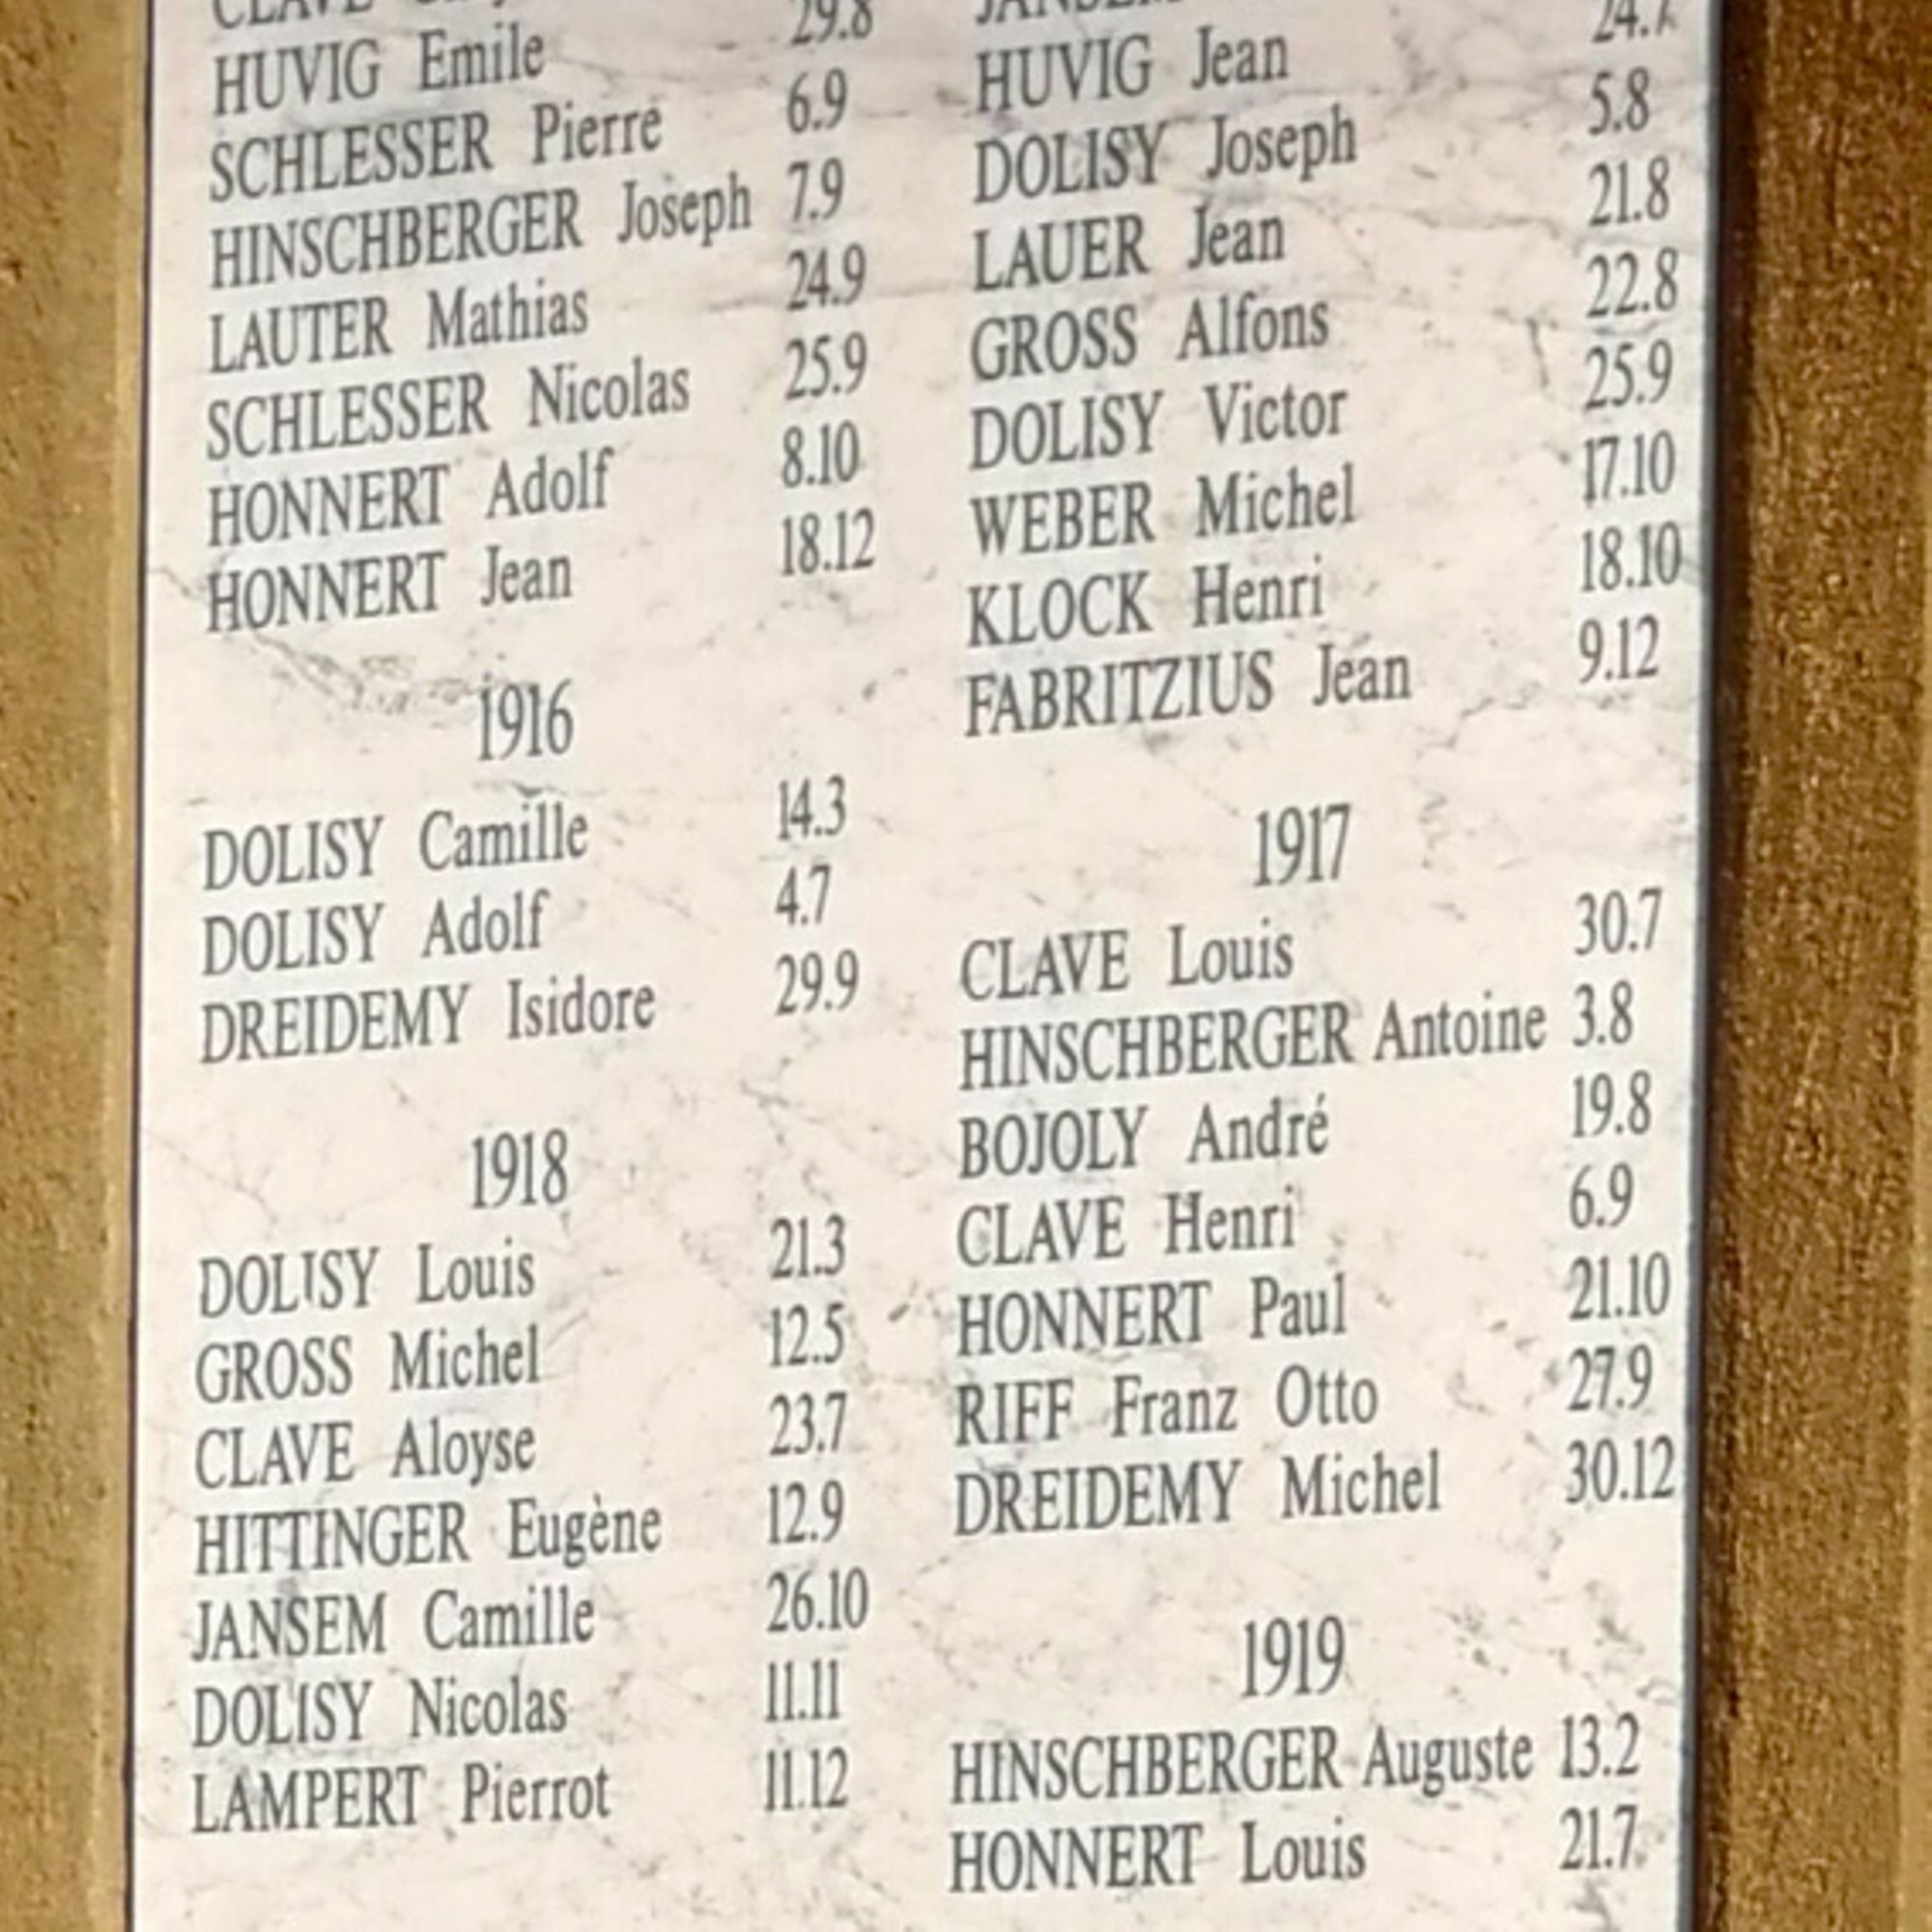 CLAVE
HUVIG Emile 29.8
SCHLESSER Pierre 6.9
HINSCHBERGER Joseph 7.9
LAUTER Mathias 24.9
SCHLESSER Nicolas 25.9
HONNERT Adolf 8.10
HONNERT Jean 18.12
1916
DOLISY Camille 14.3
DOLISY Adolf 4.7
DREIDEMY Isidore 29.9
1918
DOLISY Louis 21.3
GROSS Michel 12.5
CLAVE Aloyse 23.7
HITTINGER Eugène 12.9
JANSEM Camille 26.10
DOLISY Nicolas 11.11
LAMPERT Pierrot 11.12
JANSEM
HUVIG Jean 24.7
DOLISY Joseph 5.8
LAUER Jean 21.8
GROSS Alfons 22.8
DOLISY Victor 25.9
WEBER Michel 17.10
KLOCK Henri 18.10
FABRITZIUS Jean 9.12
1917
CLAVE Louis 30.7
HINSCHBERGER Antoine 3.8
BOJOLY André 19.8
CLAVE Henri 6.9
HONNERT Paul 21.10
RIFF Franz Otto 27.9
DREIDEMY Michel 30.12
1919
HINSCHBERGER Auguste 13.2
HONNERT Louis 21.7